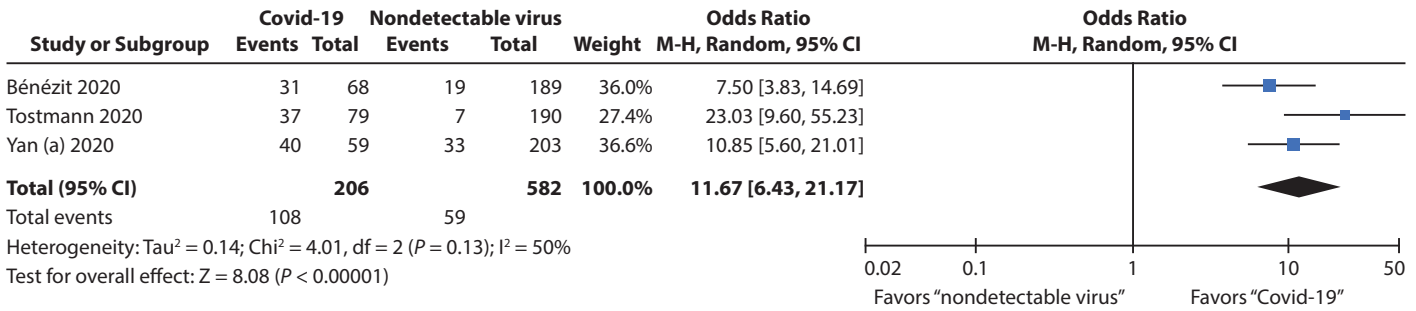 Covid-19 Nondetectable virus Odds Ratio Odds Ratio
Study or Subgroup Events Total Events Total Weight M-H, Random, 95% CI M-H, Random, 95% CI
Bénézit 2020 31 68 19 189 36.0% 7.50 [3.83, 14.69]
Tostmann 2020 37 79 7 190 27.4% 23.03 [9.60, 55.23]
Yan (a) 2020 40 59 33 203 36.6% 10.85 [5.60, 21.01]
Total (95% CI) 206 582 100.0% 11.67 [6.43, 21.17]
Total events 108 59
Heterogeneity: Tau² = 0.14; Chi² = 4.01, df = 2 (P = 0.13); I² = 50%
Test for overall effect: Z = 8.08 (P < 0.00001)
0.02 0.1 1 10 50
Favors “nondetectable virus” Favors “Covid-19”